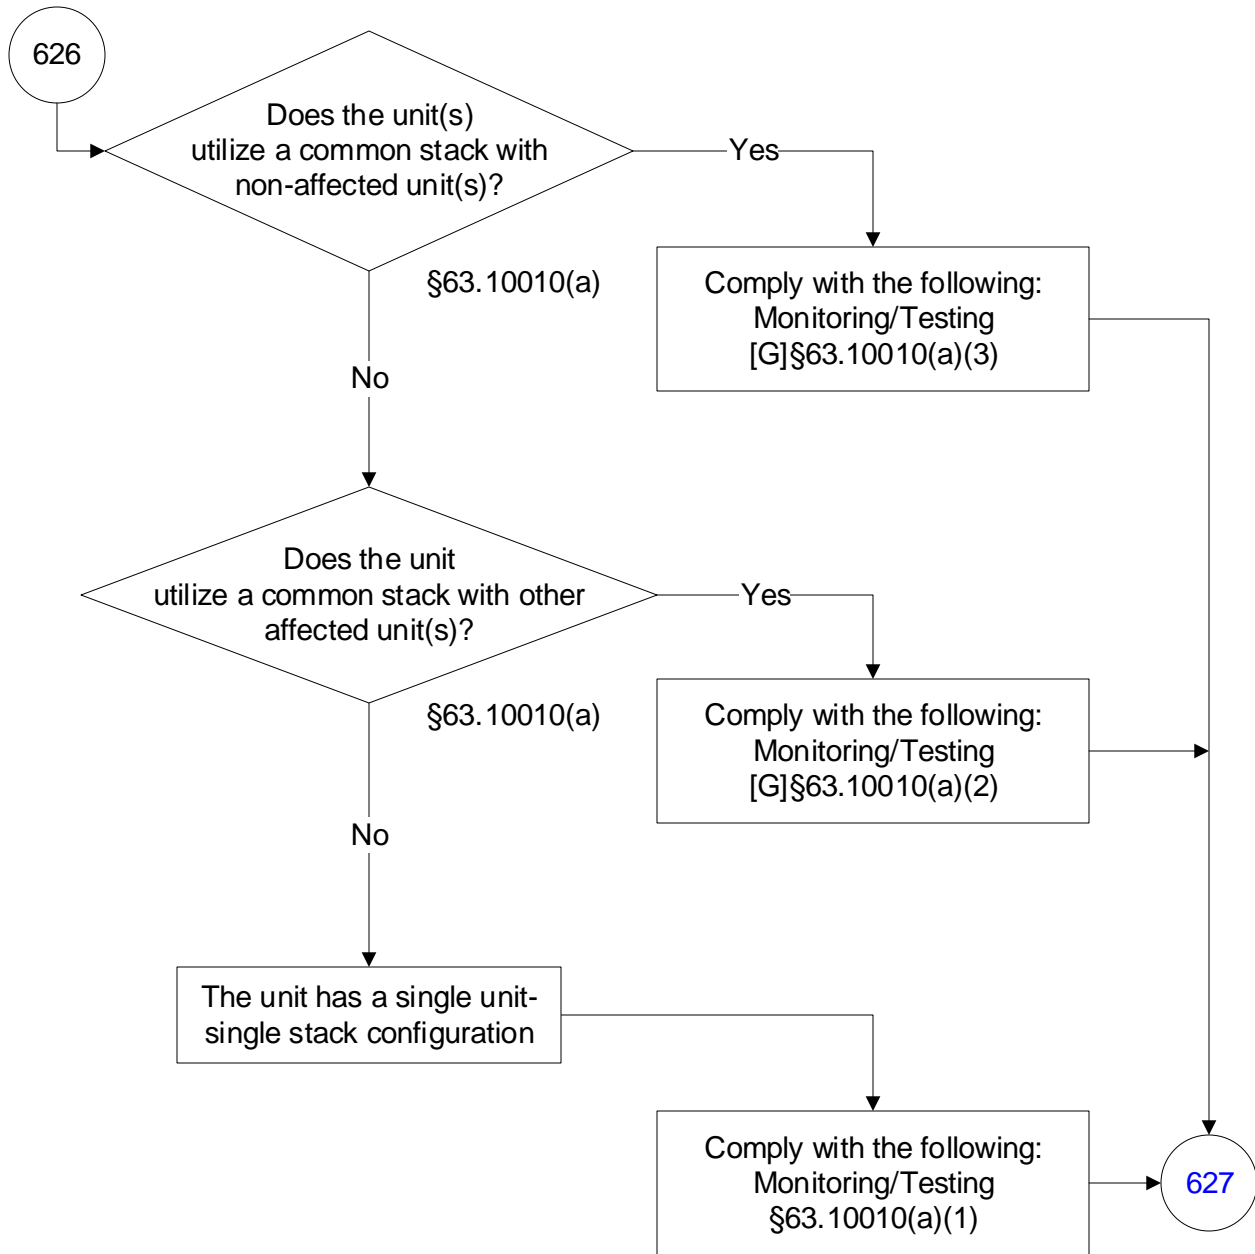 626
Does the unit(s)
utilize a common stack with
non-affected unit(s)?
Yes
§63.10010(a)
Comply with the following:
Monitoring/Testing
[G]§63.10010(a)(3)
No
Does the unit
utilize a common stack with other
affected unit(s)?
Yes
§63.10010(a)
Comply with the following:
Monitoring/Testing
[G]§63.10010(a)(2)
No
The unit has a single unit-
single stack configuration
Comply with the following:
Monitoring/Testing
§63.10010(a)(1)
627